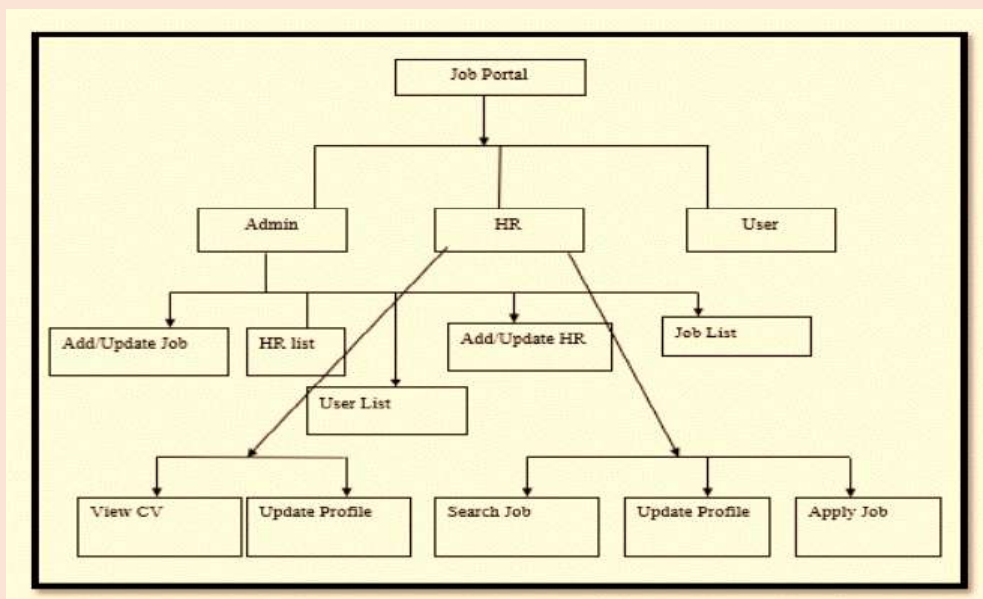 Job Portal
Admin
HR
User
Add/Update Job
HR list
Add/Update HR
Job List
User List
View CV
Update Profile
Search Job
Update Profile
Apply Job